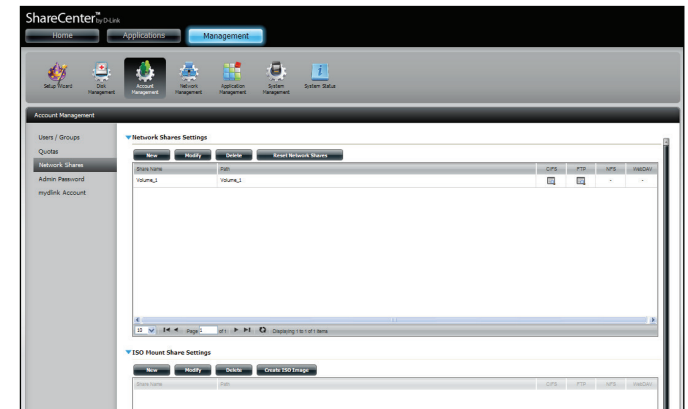 ShareCenter™ by D-Link
Home Applications Management
Setup Wizard Disk Management Account Management Network Management Application Management System Management System Status
Account Management
Users / Groups
Quotas
Network Shares
Admin Password
mydlink Account
Network Shares Settings
New Modify Delete Reset Network Shares
Share Name Path CIFS FTP NFS WebDAV
Volume_1 Volume_1 - -
10 Page 1 of 1 Displaying 1 to 1 of 1 items
ISO Mount Share Settings
New Modify Delete Create ISO Image
Share Name Path CIFS FTP NFS WebDAV